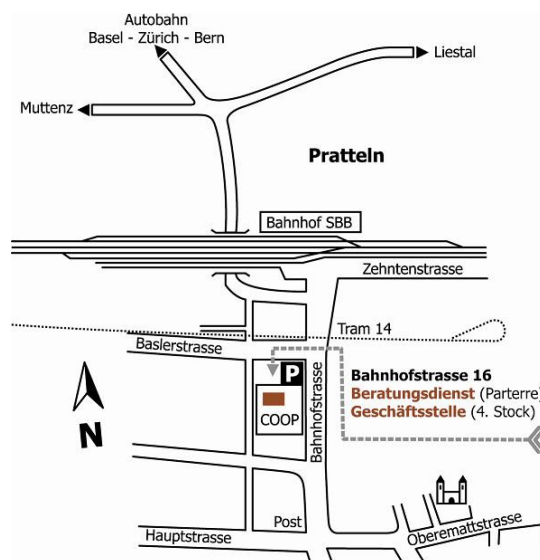 Autobahn
Basel - Zürich - Bern
Liestal
Muttenz
Pratteln
Bahnhof SBB
Zehntenstrasse
Tram 14
Baslerstrasse
P
COOP
Bahnhofstrasse
Bahnhofstrasse 16
Beratungsdienst (Parterre)
Geschäftsstelle (4. Stock)
N
Post
Hauptstrasse
Oberemattstrasse